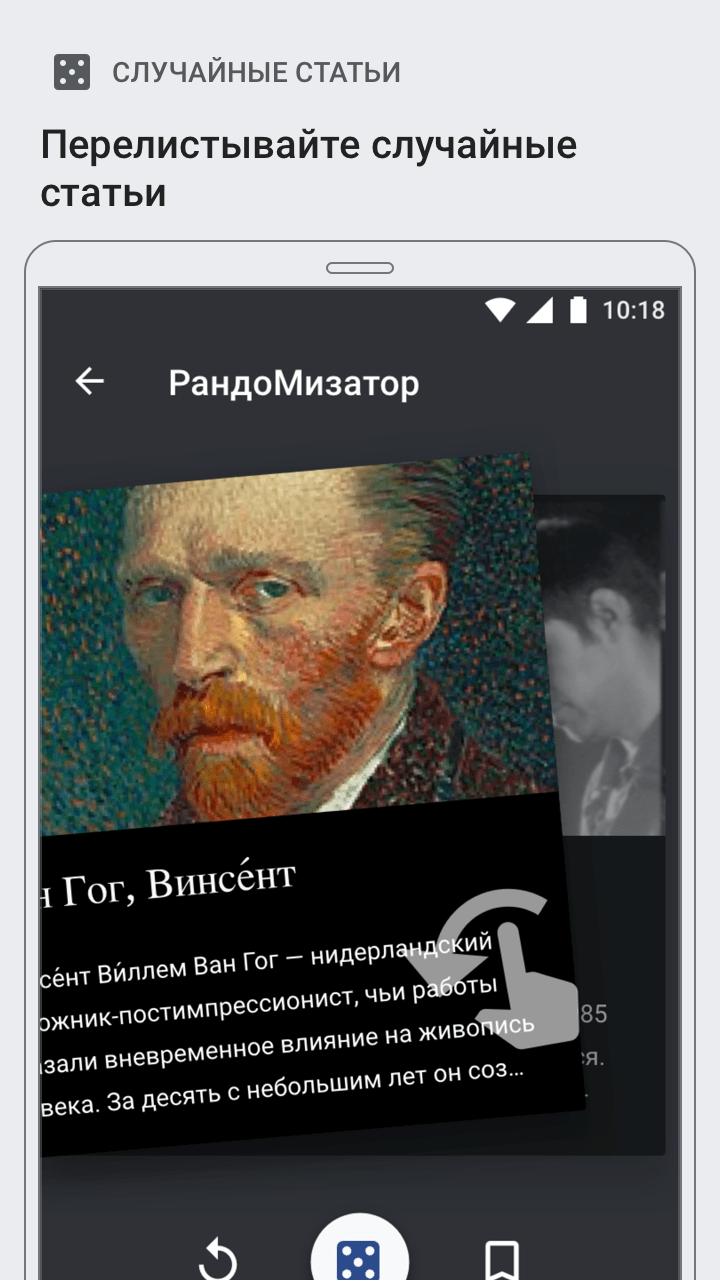 СЛУЧАЙНЫЕ СТАТЬИ
Перелистывайте случайные
статьи
10:18
РандоМизатор
н Гог, Винсе́нт
се́нт Ви́ллем Ван Гог — нидерландский
ожник-постимпрессионист, чьи работы
зали вневременное влияние на живопись
века. За десять с небольшим лет он соз...
85
ся.